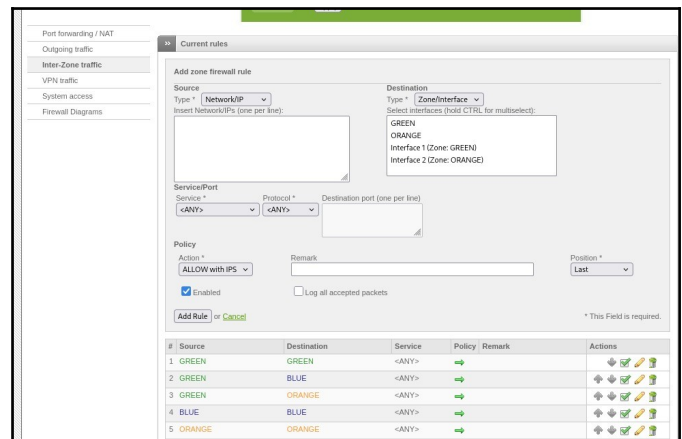 Port forwarding / NAT
Outgoing traffic
Inter-Zone traffic
VPN traffic
System access
Firewall Diagrams
Current rules
Add zone firewall rule
Source Destination
Type * Network/IP Type * Zone/Interface
Insert Network/IPs (one per line): Select interfaces (hold CTRL for multiselect):
GREEN
ORANGE
Interface 1 (Zone: GREEN)
Interface 2 (Zone: ORANGE)
Service/Port
Service * Protocol * Destination port (one per line)
<ANY> <ANY>
Policy
Action * Remark Position *
ALLOW with IPS Last
Enabled Log all accepted packets
Add Rule or Cancel * This Field is required.
# Source Destination Service Policy Remark Actions
1 GREEN GREEN <ANY>
2 GREEN BLUE <ANY>
3 GREEN ORANGE <ANY>
4 BLUE BLUE <ANY>
5 ORANGE ORANGE <ANY>